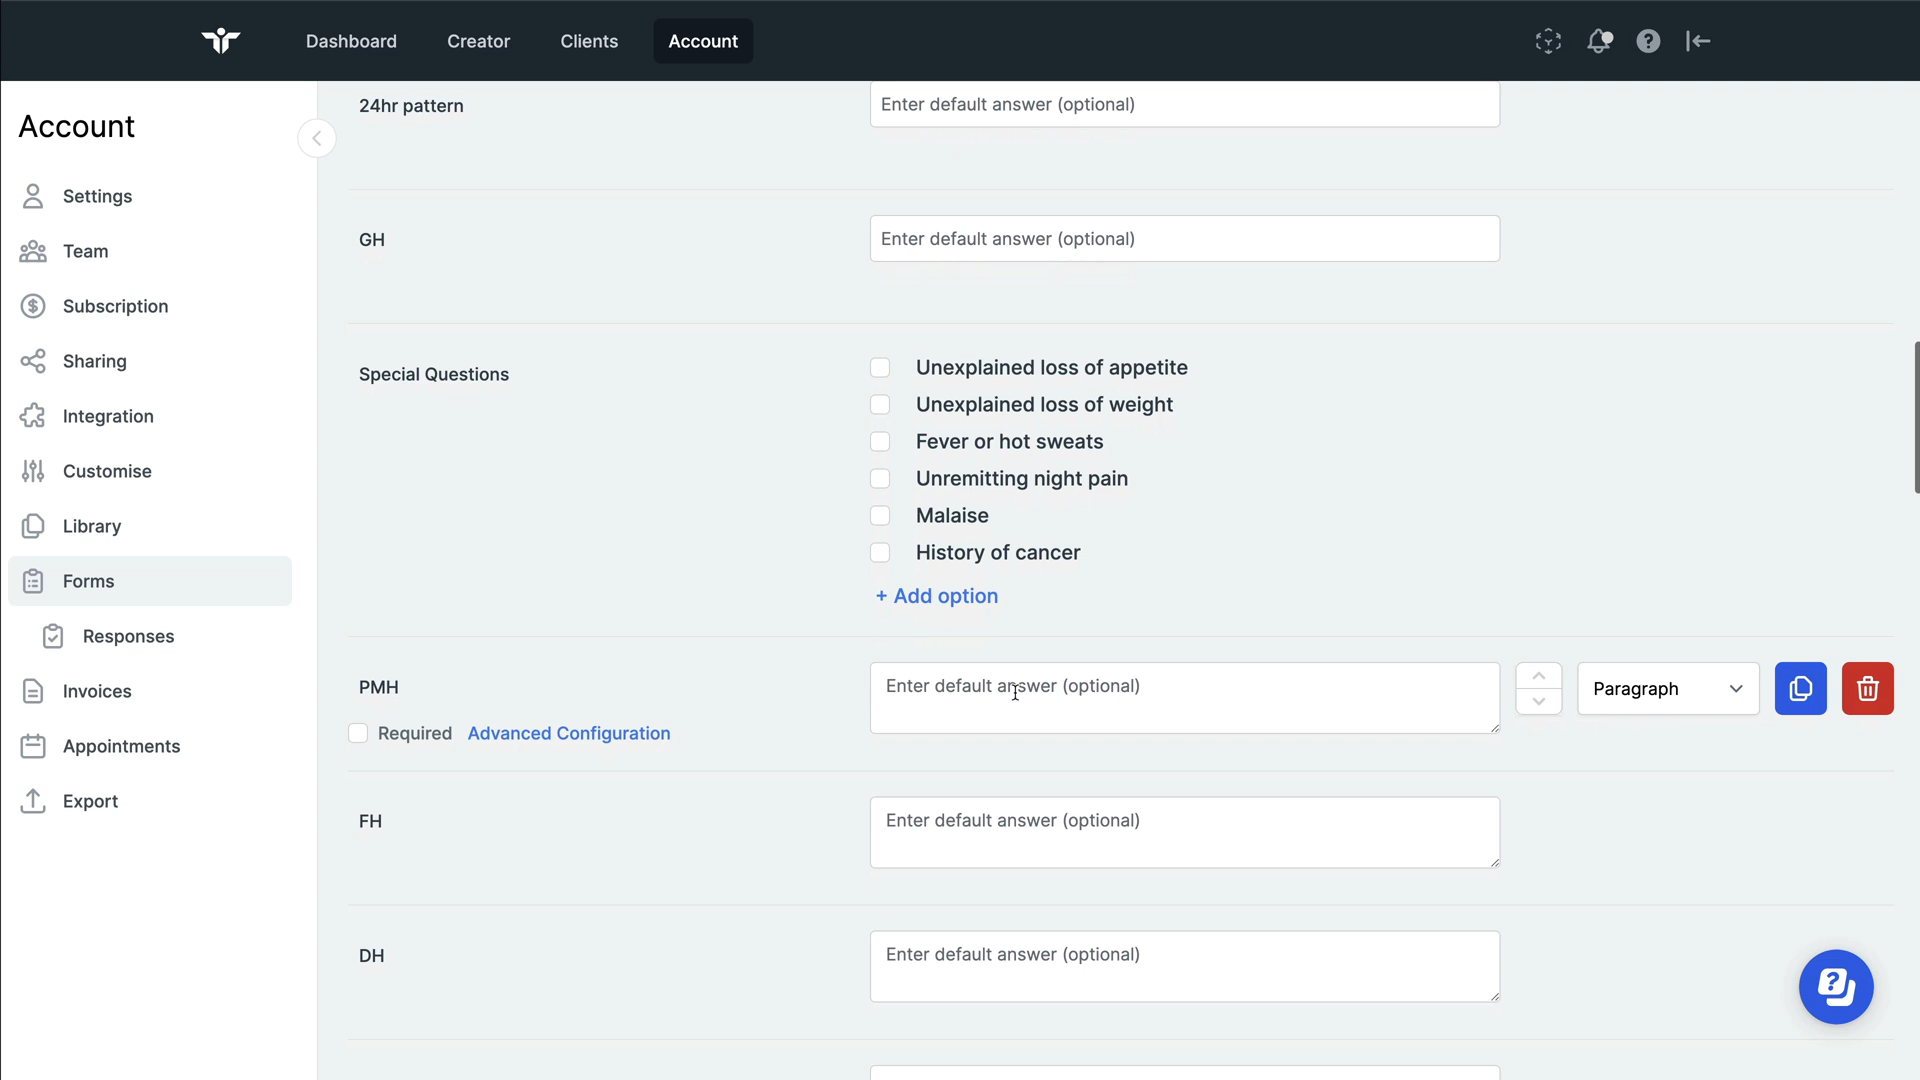 Dashboard
Creator
Clients
Account
Account
Settings
Team
Subscription
Sharing
Integration
Customise
Library
Forms
Responses
Invoices
Appointments
Export
24hr pattern
Enter default answer (optional)
GH
Enter default answer (optional)
Special Questions
Unexplained loss of appetite
Unexplained loss of weight
Fever or hot sweats
Unremitting night pain
Malaise
History of cancer
+ Add option
PMH
Enter default answer (optional)
Paragraph
Required
Advanced Configuration
FH
Enter default answer (optional)
DH
Enter default answer (optional)